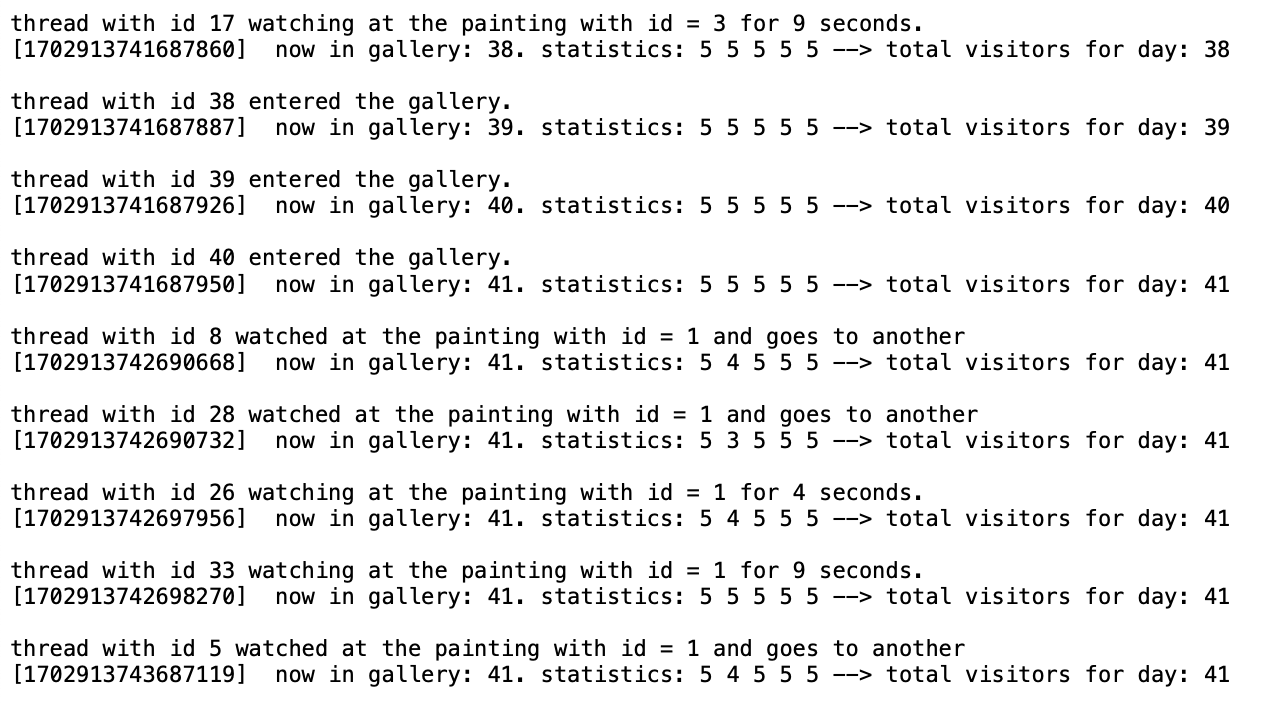 thread with id 17 watching at the painting with id = 3 for 9 seconds.
[1702913741687860]  now in gallery: 38. statistics: 5 5 5 5 5 --> total visitors for day: 38
thread with id 38 entered the gallery.
[1702913741687887]  now in gallery: 39. statistics: 5 5 5 5 5 --> total visitors for day: 39
thread with id 39 entered the gallery.
[1702913741687926]  now in gallery: 40. statistics: 5 5 5 5 5 --> total visitors for day: 40
thread with id 40 entered the gallery.
[1702913741687950]  now in gallery: 41. statistics: 5 5 5 5 5 --> total visitors for day: 41
thread with id 8 watched at the painting with id = 1 and goes to another
[1702913742690668]  now in gallery: 41. statistics: 5 4 5 5 5 --> total visitors for day: 41
thread with id 28 watched at the painting with id = 1 and goes to another
[1702913742690732]  now in gallery: 41. statistics: 5 3 5 5 5 --> total visitors for day: 41
thread with id 26 watching at the painting with id = 1 for 4 seconds.
[1702913742697956]  now in gallery: 41. statistics: 5 4 5 5 5 --> total visitors for day: 41
thread with id 33 watching at the painting with id = 1 for 9 seconds.
[1702913742698270]  now in gallery: 41. statistics: 5 5 5 5 5 --> total visitors for day: 41
thread with id 5 watched at the painting with id = 1 and goes to another
[1702913743687119]  now in gallery: 41. statistics: 5 4 5 5 5 --> total visitors for day: 41